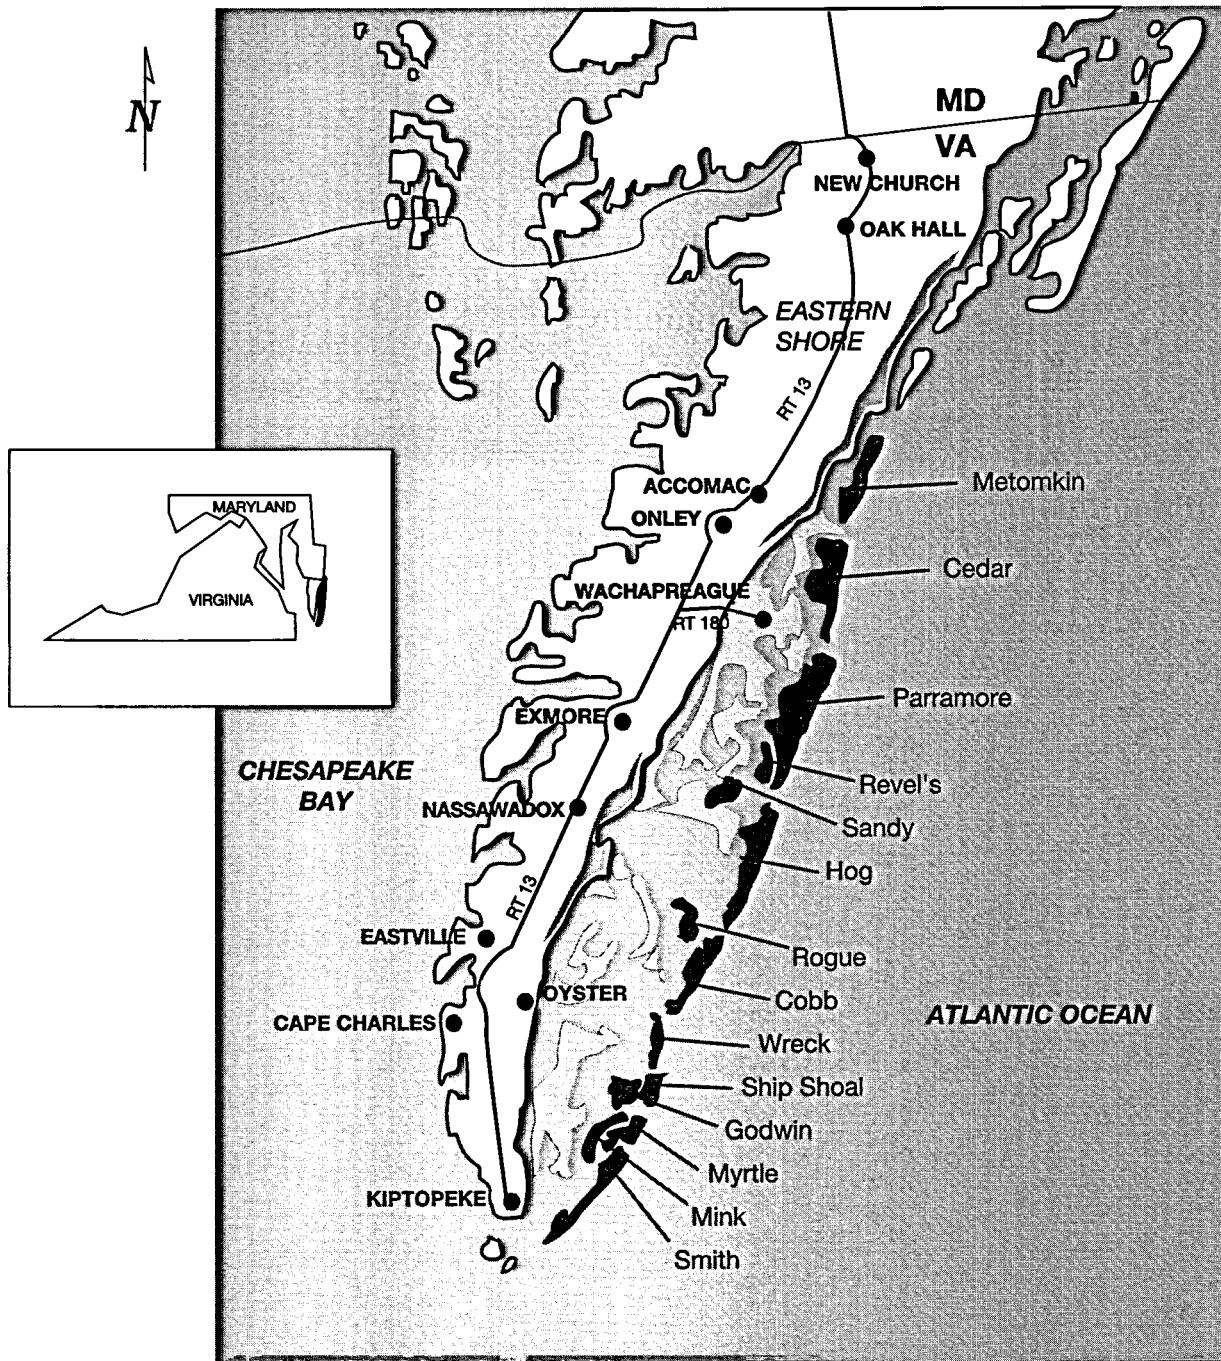 N
MD
VA
NEW CHURCH
OAK HALL
EASTERN
SHORE
RT 13
ACCOMAC
ONLEY
Metomkin
MARYLAND
VIRGINIA
Cedar
WACHAPREAGUE
RT 180
Parramore
EXMORE
CHESAPEAKE
BAY
Revel's
NASSAWADOX
Sandy
Hog
RT 13
EASTVILLE
Rogue
OYSTER
Cobb
CAPE CHARLES
ATLANTIC OCEAN
Wreck
Ship Shoal
Godwin
Myrtle
KIPTOPEKE
Mink
Smith